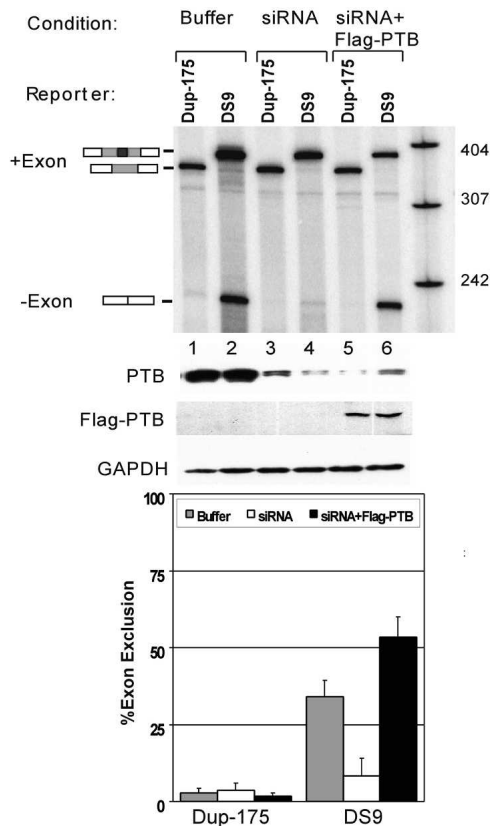 Condition: Buffer siRNA siRNA+ Flag-PTB
Reporter: Dup-175 DS9 Dup-175 DS9 Dup-175 DS9
+Exon
404
307
242
-Exon
1 2 3 4 5 6
PTB
Flag-PTB
GAPDH
100
Buffer siRNA siRNA+Flag-PTB
75
50
25
0
%Exon Exclusion
Dup-175 DS9
: